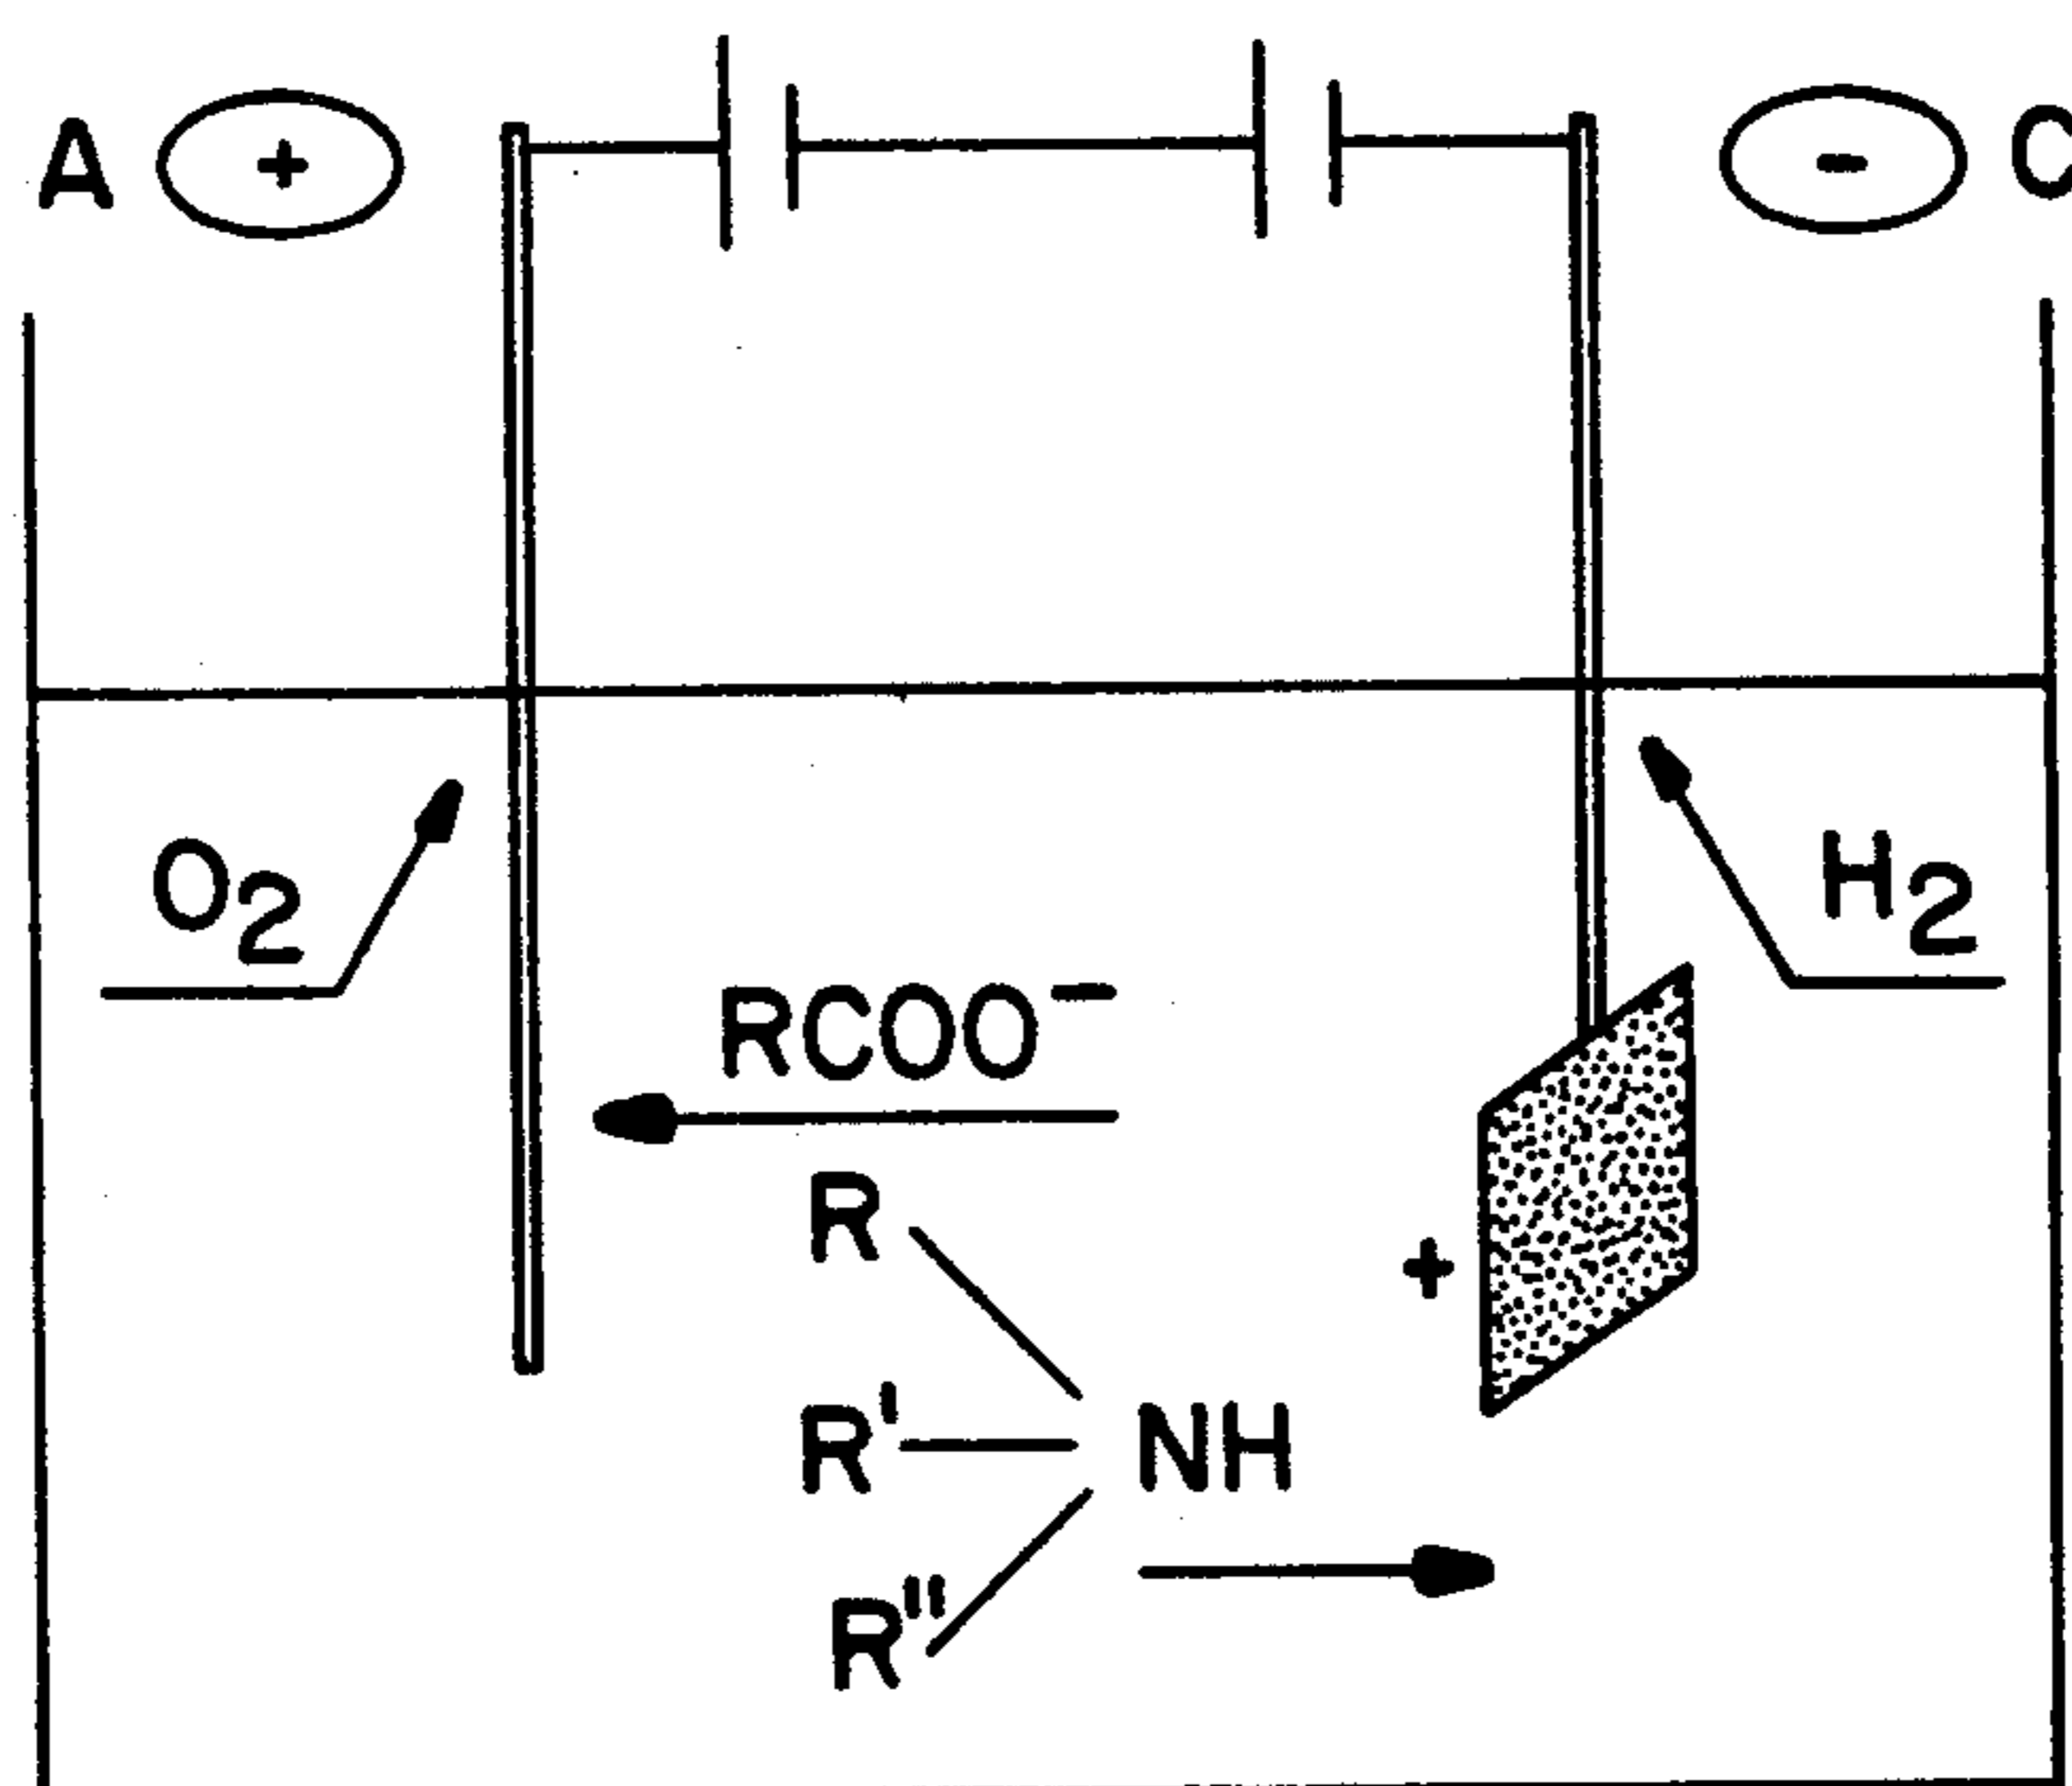 A + - C
O2 H2
RCOO⁻
R
+
R' NH
R"